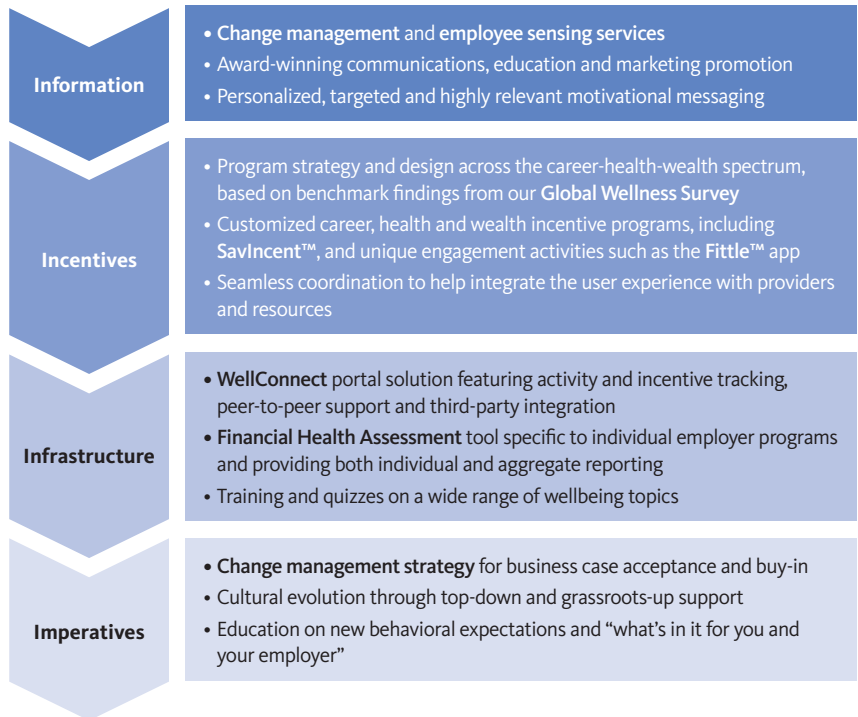 Information
• Change management and employee sensing services
• Award-winning communications, education and marketing promotion
• Personalized, targeted and highly relevant motivational messaging
Incentives
• Program strategy and design across the career-health-wealth spectrum,
based on benchmark findings from our Global Wellness Survey
• Customized career, health and wealth incentive programs, including
SavIncent™, and unique engagement activities such as the Fittle™ app
• Seamless coordination to help integrate the user experience with providers
and resources
Infrastructure
• WellConnect portal solution featuring activity and incentive tracking,
peer-to-peer support and third-party integration
• Financial Health Assessment tool specific to individual employer programs
and providing both individual and aggregate reporting
• Training and quizzes on a wide range of wellbeing topics
Imperatives
• Change management strategy for business case acceptance and buy-in
• Cultural evolution through top-down and grassroots-up support
• Education on new behavioral expectations and “what’s in it for you and
your employer”